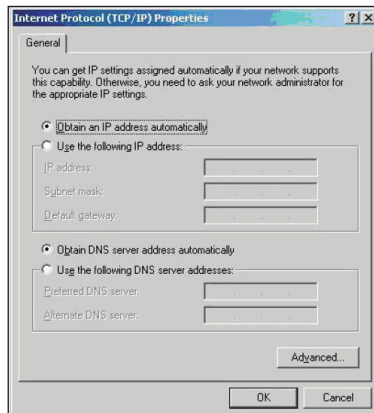 Internet Protocol (TCP/IP) Properties
General
You can get IP settings assigned automatically if your network supports
this capability. Otherwise, you need to ask your network administrator for
the appropriate IP settings.
Obtain an IP address automatically
Use the following IP address:
IP address:
Subnet mask:
Default gateway:
Obtain DNS server address automatically
Use the following DNS server addresses:
Preferred DNS server:
Alternate DNS server:
Advanced...
OK Cancel